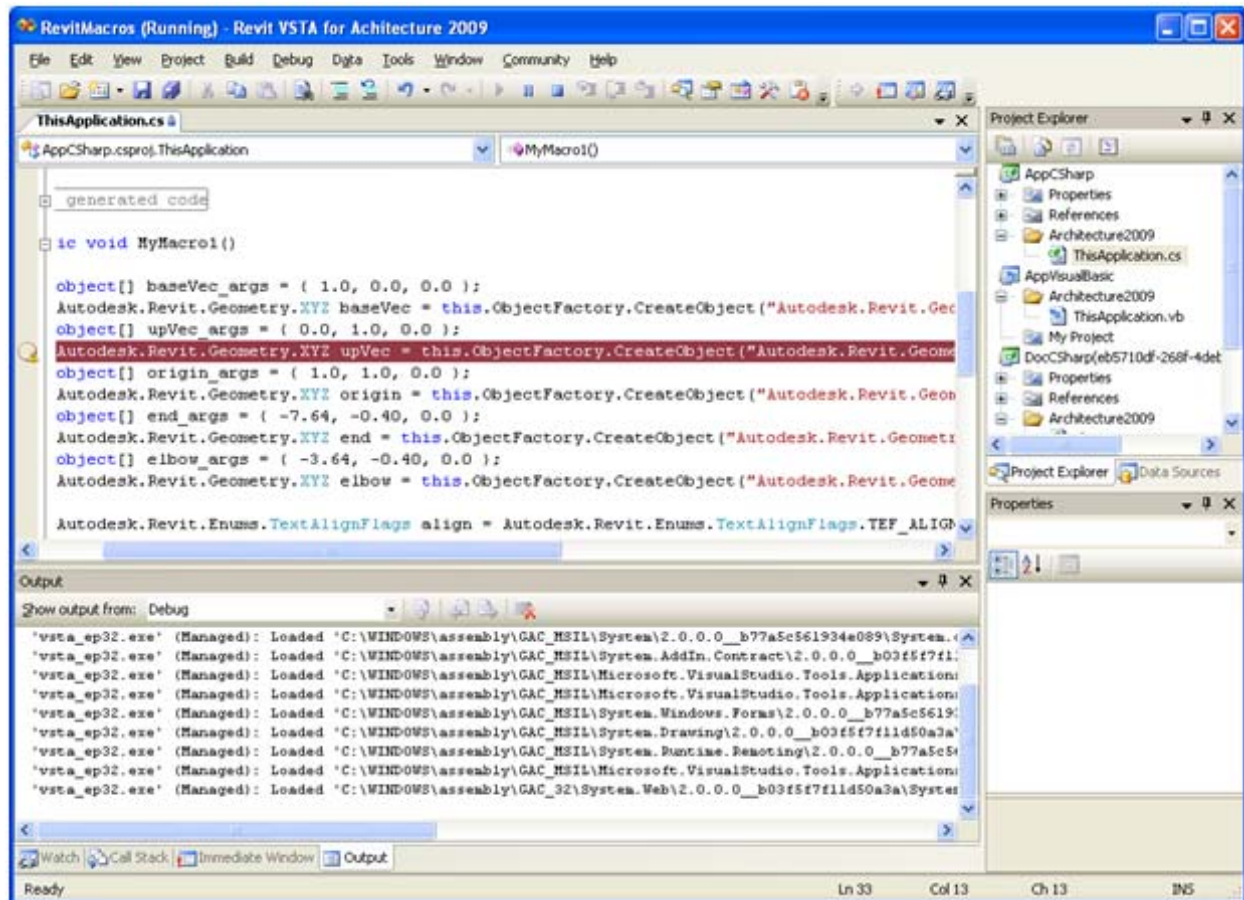 RevitMacros (Running) - Revit VSTA for Achitecture 2009
File Edit View Project Build Debug Data Tools Window Community Help
ThisApplication.cs
AppCSharp.csproj.ThisApplication
MyMacro1()
generated code
ic void MyMacro1()
object[] baseVec_args = { 1.0, 0.0, 0.0 };
Autodesk.Revit.Geometry.XYZ baseVec = this.ObjectFactory.CreateObject("Autodesk.Revit.Geo
object[] upVec_args = { 0.0, 1.0, 0.0 };
Autodesk.Revit.Geometry.XYZ upVec = this.ObjectFactory.CreateObject("Autodesk.Revit.Geome
object[] origin_args = { 1.0, 1.0, 0.0 };
Autodesk.Revit.Geometry.XYZ origin = this.ObjectFactory.CreateObject("Autodesk.Revit.Geom
object[] end_args = { -7.64, -0.40, 0.0 };
Autodesk.Revit.Geometry.XYZ end = this.ObjectFactory.CreateObject("Autodesk.Revit.Geometr
object[] elbow_args = { -3.64, -0.40, 0.0 };
Autodesk.Revit.Geometry.XYZ elbow = this.ObjectFactory.CreateObject("Autodesk.Revit.Geome
Autodesk.Revit.Enums.TextAlignFlags align = Autodesk.Revit.Enums.TextAlignFlags.TEF_ALIGN
Project Explorer
AppCSharp
Properties
References
Architecture2009
ThisApplication.cs
AppVisualBasic
Architecture2009
ThisApplication.vb
My Project
DocCSharp(eb5710df-268f-4deb
Properties
References
Architecture2009
Project Explorer Data Sources
Properties
Output
Show output from: Debug
'vsta_ep32.exe' (Managed): Loaded 'C:\WINDOWS\assembly\GAC_MSIL\System\2.0.0.0__b77a5c561934e089\System.
'vsta_ep32.exe' (Managed): Loaded 'C:\WINDOWS\assembly\GAC_MSIL\System.AddIn.Contract\2.0.0.0__b03f5f7f1
'vsta_ep32.exe' (Managed): Loaded 'C:\WINDOWS\assembly\GAC_MSIL\Microsoft.VisualStudio.Tools.Application
'vsta_ep32.exe' (Managed): Loaded 'C:\WINDOWS\assembly\GAC_MSIL\Microsoft.VisualStudio.Tools.Application
'vsta_ep32.exe' (Managed): Loaded 'C:\WINDOWS\assembly\GAC_MSIL\System.Windows.Forms\2.0.0.0__b77a5c5619
'vsta_ep32.exe' (Managed): Loaded 'C:\WINDOWS\assembly\GAC_MSIL\System.Drawing\2.0.0.0__b03f5f7f11d50a3a\
'vsta_ep32.exe' (Managed): Loaded 'C:\WINDOWS\assembly\GAC_MSIL\System.Runtime.Remoting\2.0.0.0__b77a5c5
'vsta_ep32.exe' (Managed): Loaded 'C:\WINDOWS\assembly\GAC_MSIL\Microsoft.VisualStudio.Tools.Application
'vsta_ep32.exe' (Managed): Loaded 'C:\WINDOWS\assembly\GAC_32\System.Web\2.0.0.0__b03f5f7f11d50a3a\System
Watch Call Stack Immediate Window Output
Ready Ln 33 Col 13 Ch 13 INS